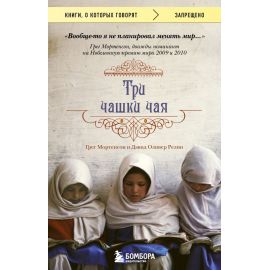 КНИГИ, О КОТОРЫХ ГОВОРЯТ
ЗАПРЕЩЕНО
«Вообще-то я не планировал менять мир...»
Грег Мортенсон, дважды номинант
на Нобелевскую премию мира 2009 и 2010
Три
чашки чая
Грег Мортенсон и Дэвид Оливер Релин
БОМБОРА